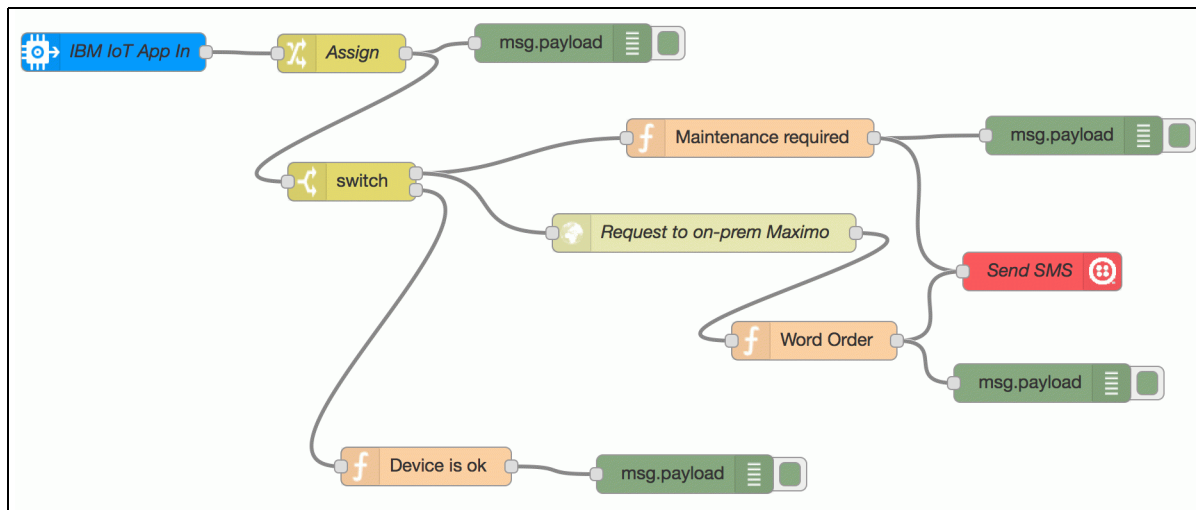 IBM IoT App In
Assign
msg.payload
Maintenance required
msg.payload
switch
Request to on-prem Maximo
Send SMS
Word Order
msg.payload
Device is ok
msg.payload